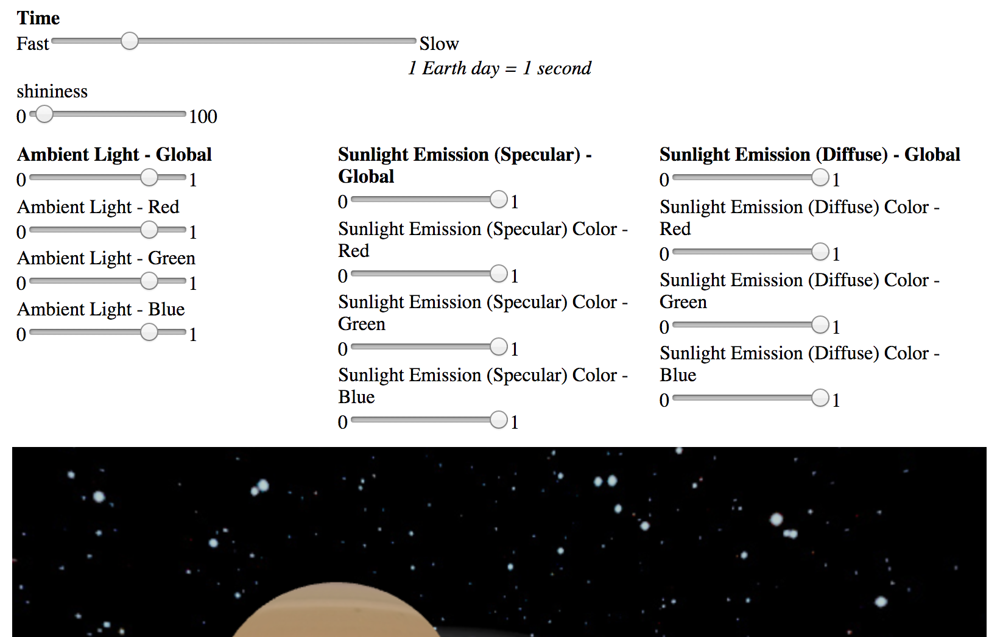 Time
Fast Slow
1 Earth day = 1 second
shininess
0 100
Ambient Light - Global
0 1
Ambient Light - Red
0 1
Ambient Light - Green
0 1
Ambient Light - Blue
0 1
Sunlight Emission (Specular) -
Global
0 1
Sunlight Emission (Specular) Color -
Red
0 1
Sunlight Emission (Specular) Color -
Green
0 1
Sunlight Emission (Specular) Color -
Blue
0 1
Sunlight Emission (Diffuse) - Global
0 1
Sunlight Emission (Diffuse) Color -
Red
0 1
Sunlight Emission (Diffuse) Color -
Green
0 1
Sunlight Emission (Diffuse) Color -
Blue
0 1